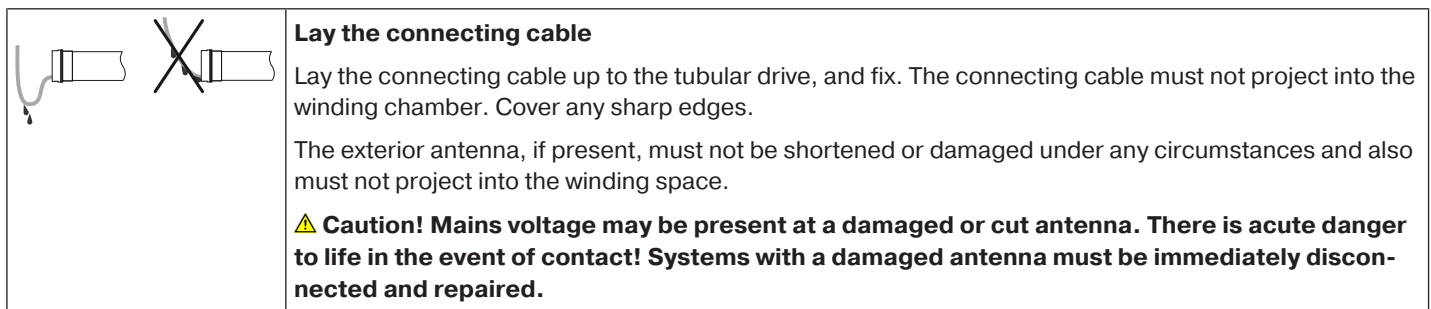 Lay the connecting cable
Lay the connecting cable up to the tubular drive, and fix. The connecting cable must not project into the
winding chamber. Cover any sharp edges.
The exterior antenna, if present, must not be shortened or damaged under any circumstances and also
must not project into the winding space.
Caution! Mains voltage may be present at a damaged or cut antenna. There is acute danger
to life in the event of contact! Systems with a damaged antenna must be immediately discon-
nected and repaired.